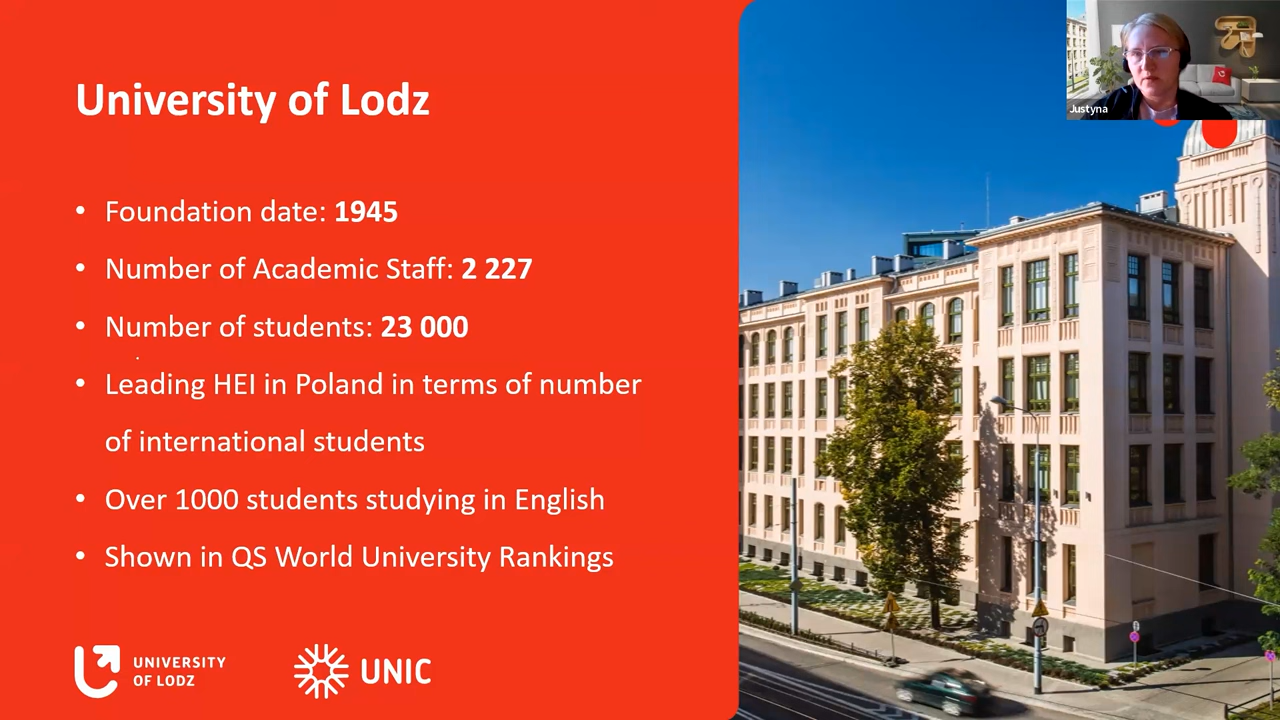 University of Lodz
• Foundation date: 1945
• Number of Academic Staff: 2 227
• Number of students: 23 000
• Leading HEI in Poland in terms of number
of international students
• Over 1000 students studying in English
• Shown in QS World University Rankings
UNIVERSITY
OF LODZ
UNIC
Justyna